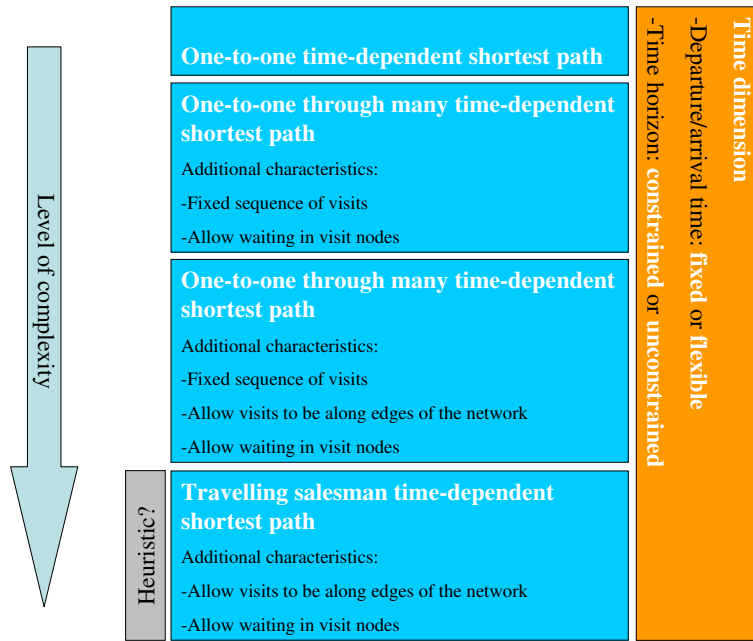 One-to-one time-dependent shortest path
One-to-one through many time-dependent
shortest path
Additional characteristics:
-Fixed sequence of visits
-Allow waiting in visit nodes
One-to-one through many time-dependent
shortest path
Additional characteristics:
-Fixed sequence of visits
-Allow visits to be along edges of the network
-Allow waiting in visit nodes
Travelling salesman time-dependent
shortest path
Additional characteristics:
-Allow visits to be along edges of the network
-Allow waiting in visit nodes
Level of complexity
Heuristic?
Time dimension
-Departure/arrival time: fixed or flexible
-Time horizon: constrained or unconstrained